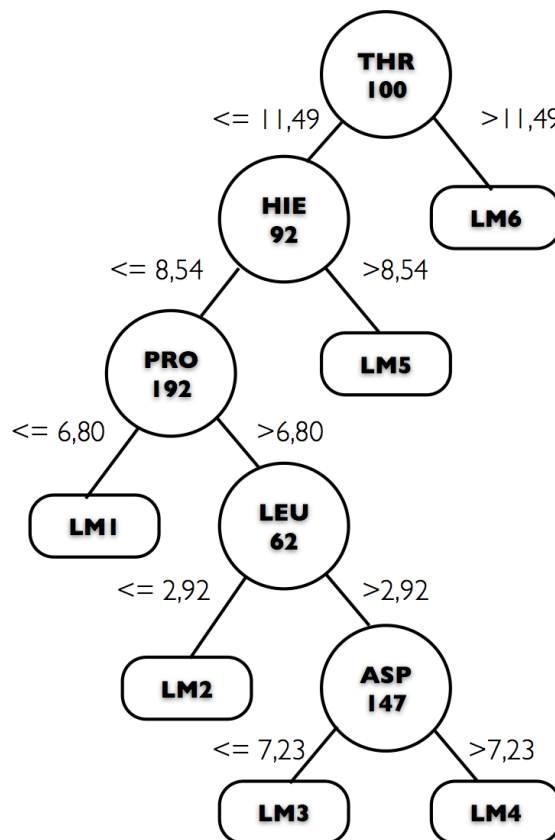 THR
100
<= 11,49
>11,49
HIE
92
LM6
<= 8,54
>8,54
PRO
192
LM5
<= 6,80
>6,80
LM1
LEU
62
<= 2,92
>2,92
LM2
ASP
147
<= 7,23
>7,23
LM3
LM4